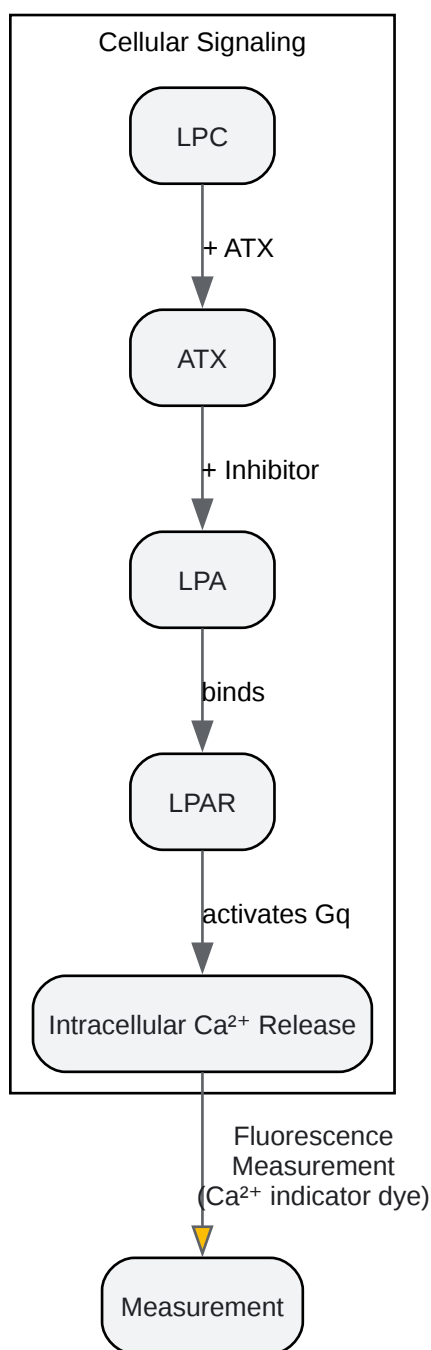 Cellular Signaling
LPC
+ ATX
ATX
+ Inhibitor
LPA
binds
LPAR
activates Gq
Intracellular Ca²⁺ Release
Fluorescence
Measurement
(Ca²⁺ indicator dye)
Measurement